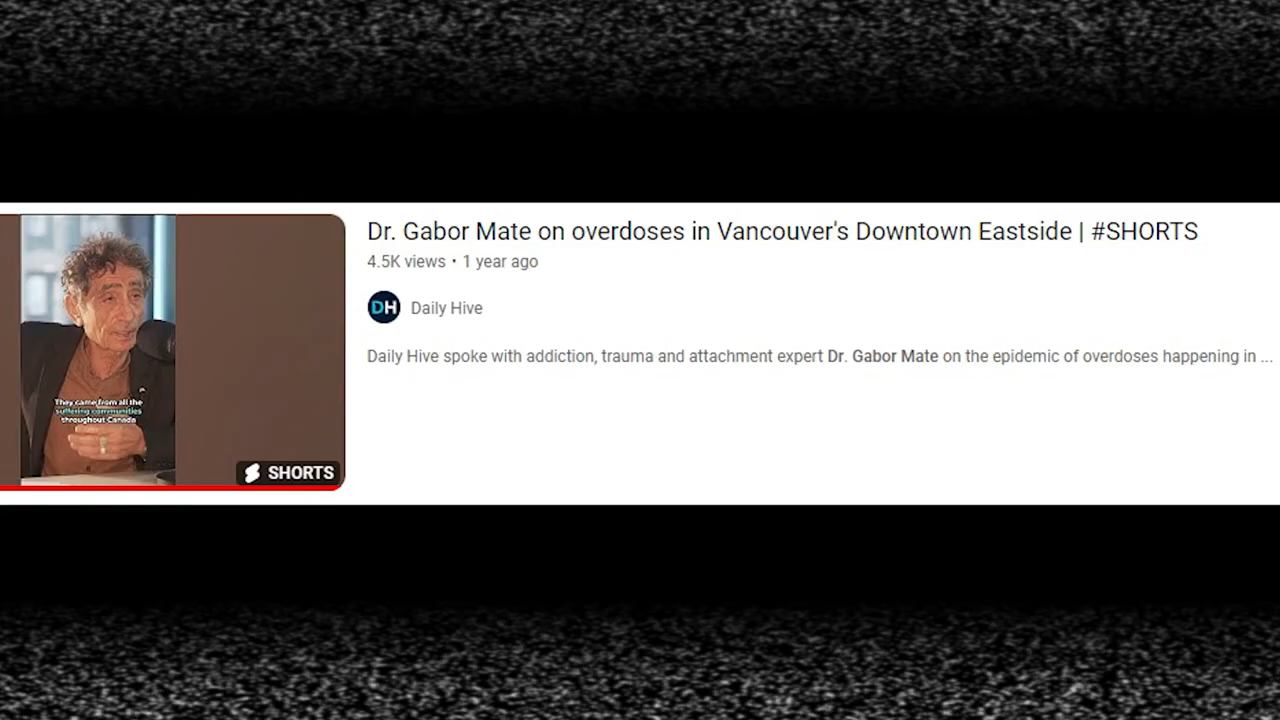 Dr. Gabor Mate on overdoses in Vancouver's Downtown Eastside | #SHORTS
4.5K views • 1 year ago
DH Daily Hive
Daily Hive spoke with addiction, trauma and attachment expert Dr. Gabor Mate on the epidemic of overdoses happening in ...
They came from all the
suffering communities
throughout Canada
SHORTS